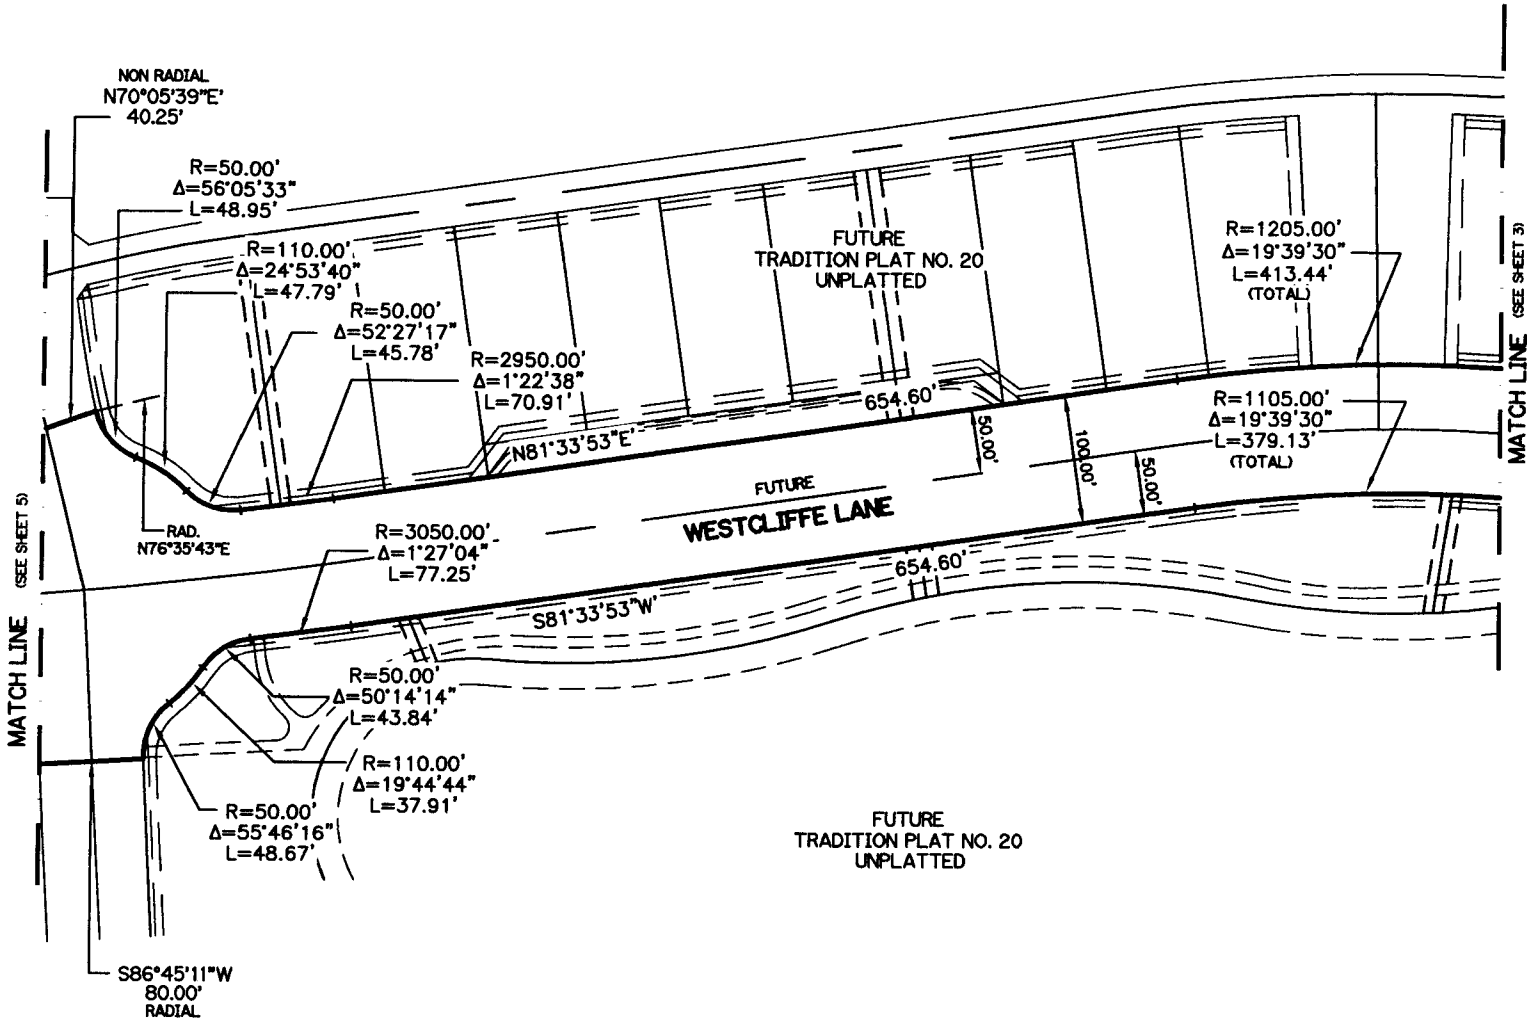 NON RADIAL
N70°05'39"E'
40.25'
R=50.00'
Δ=56°05'33"
L=48.95'
R=110.00'
Δ=24°53'40"
L=47.79'
R=50.00'
Δ=52°27'17"
L=45.78'
R=2950.00'
Δ=1°22'38"
L=70.91'
FUTURE
TRADITION PLAT NO. 20
UNPLATTED
R=1205.00'
Δ=19°39'30"
L=413.44'
(TOTAL)
MATCH LINE (SEE SHEET 3)
654.60'
N81°33'53"E'
R=1105.00'
Δ=19°39'30"
L=379.13'
(TOTAL)
50.00'
100.00'
50.00'
FUTURE
WESTCLIFFE LANE
RAD.
N76°35'43"E
R=3050.00'
Δ=1°27'04"
L=77.25'
654.60'
S81°33'53"W'
MATCH LINE (SEE SHEET 5)
R=50.00'
Δ=50°14'14"
L=43.84'
R=110.00'
Δ=19°44'44"
L=37.91'
R=50.00'
Δ=55°46'16"
L=48.67'
FUTURE
TRADITION PLAT NO. 20
UNPLATTED
S86°45'11"W
80.00'
RADIAL